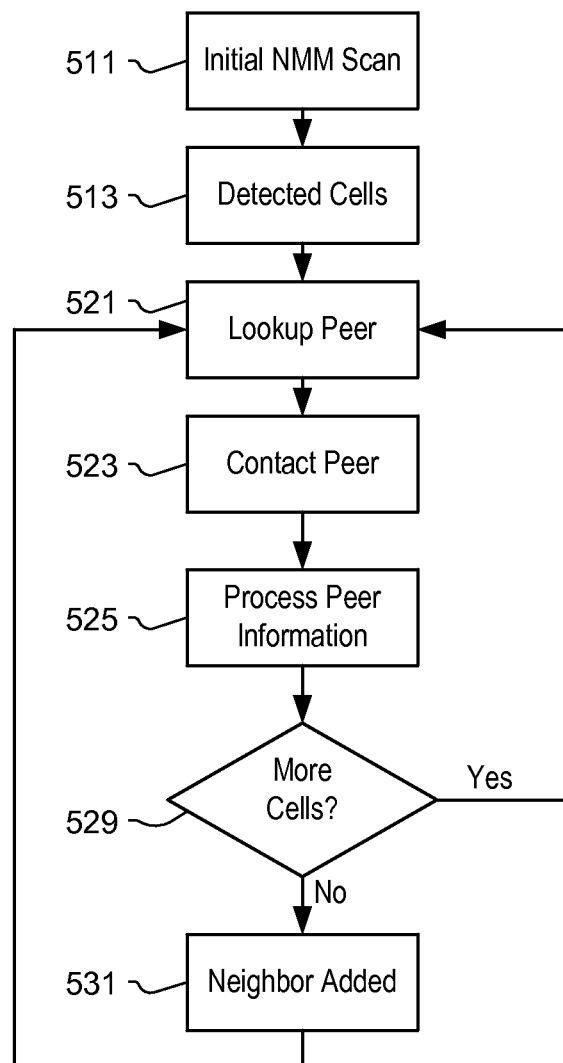 511
Initial NMM Scan
513
Detected Cells
521
Lookup Peer
523
Contact Peer
525
Process Peer
Information
More
Cells?
Yes
529
No
531
Neighbor Added